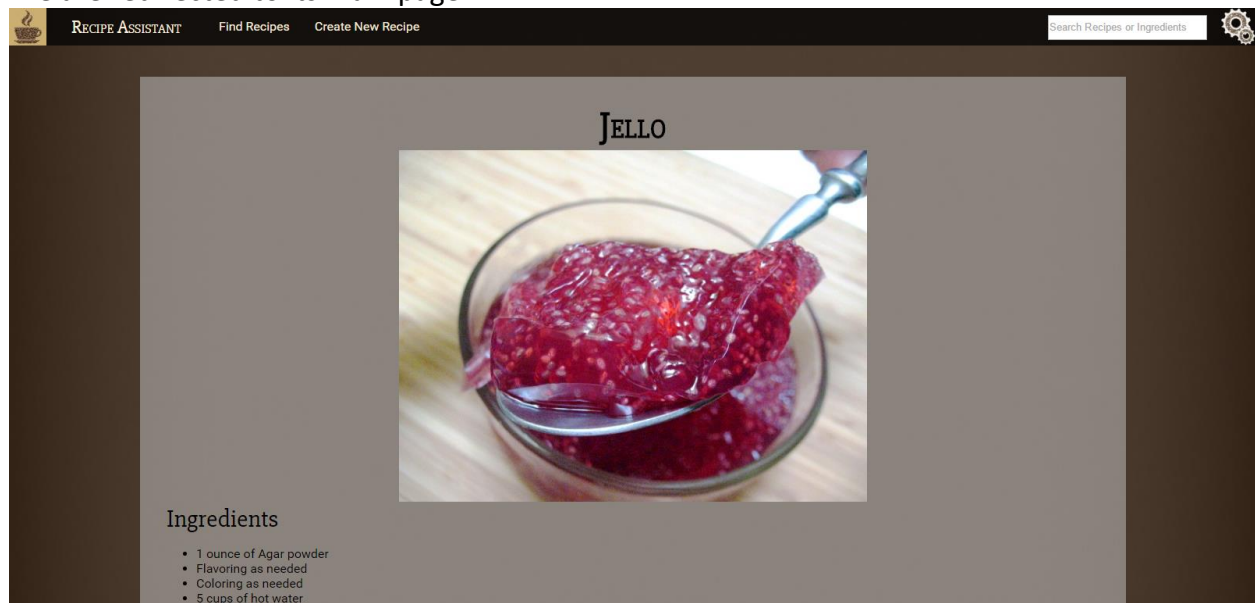 Recipe Assistant Find Recipes Create New Recipe Search Recipes or Ingredients
Jello
Ingredients
• 1 ounce of Agar powder
• Flavoring as needed
• Coloring as needed
• 5 cups of hot water